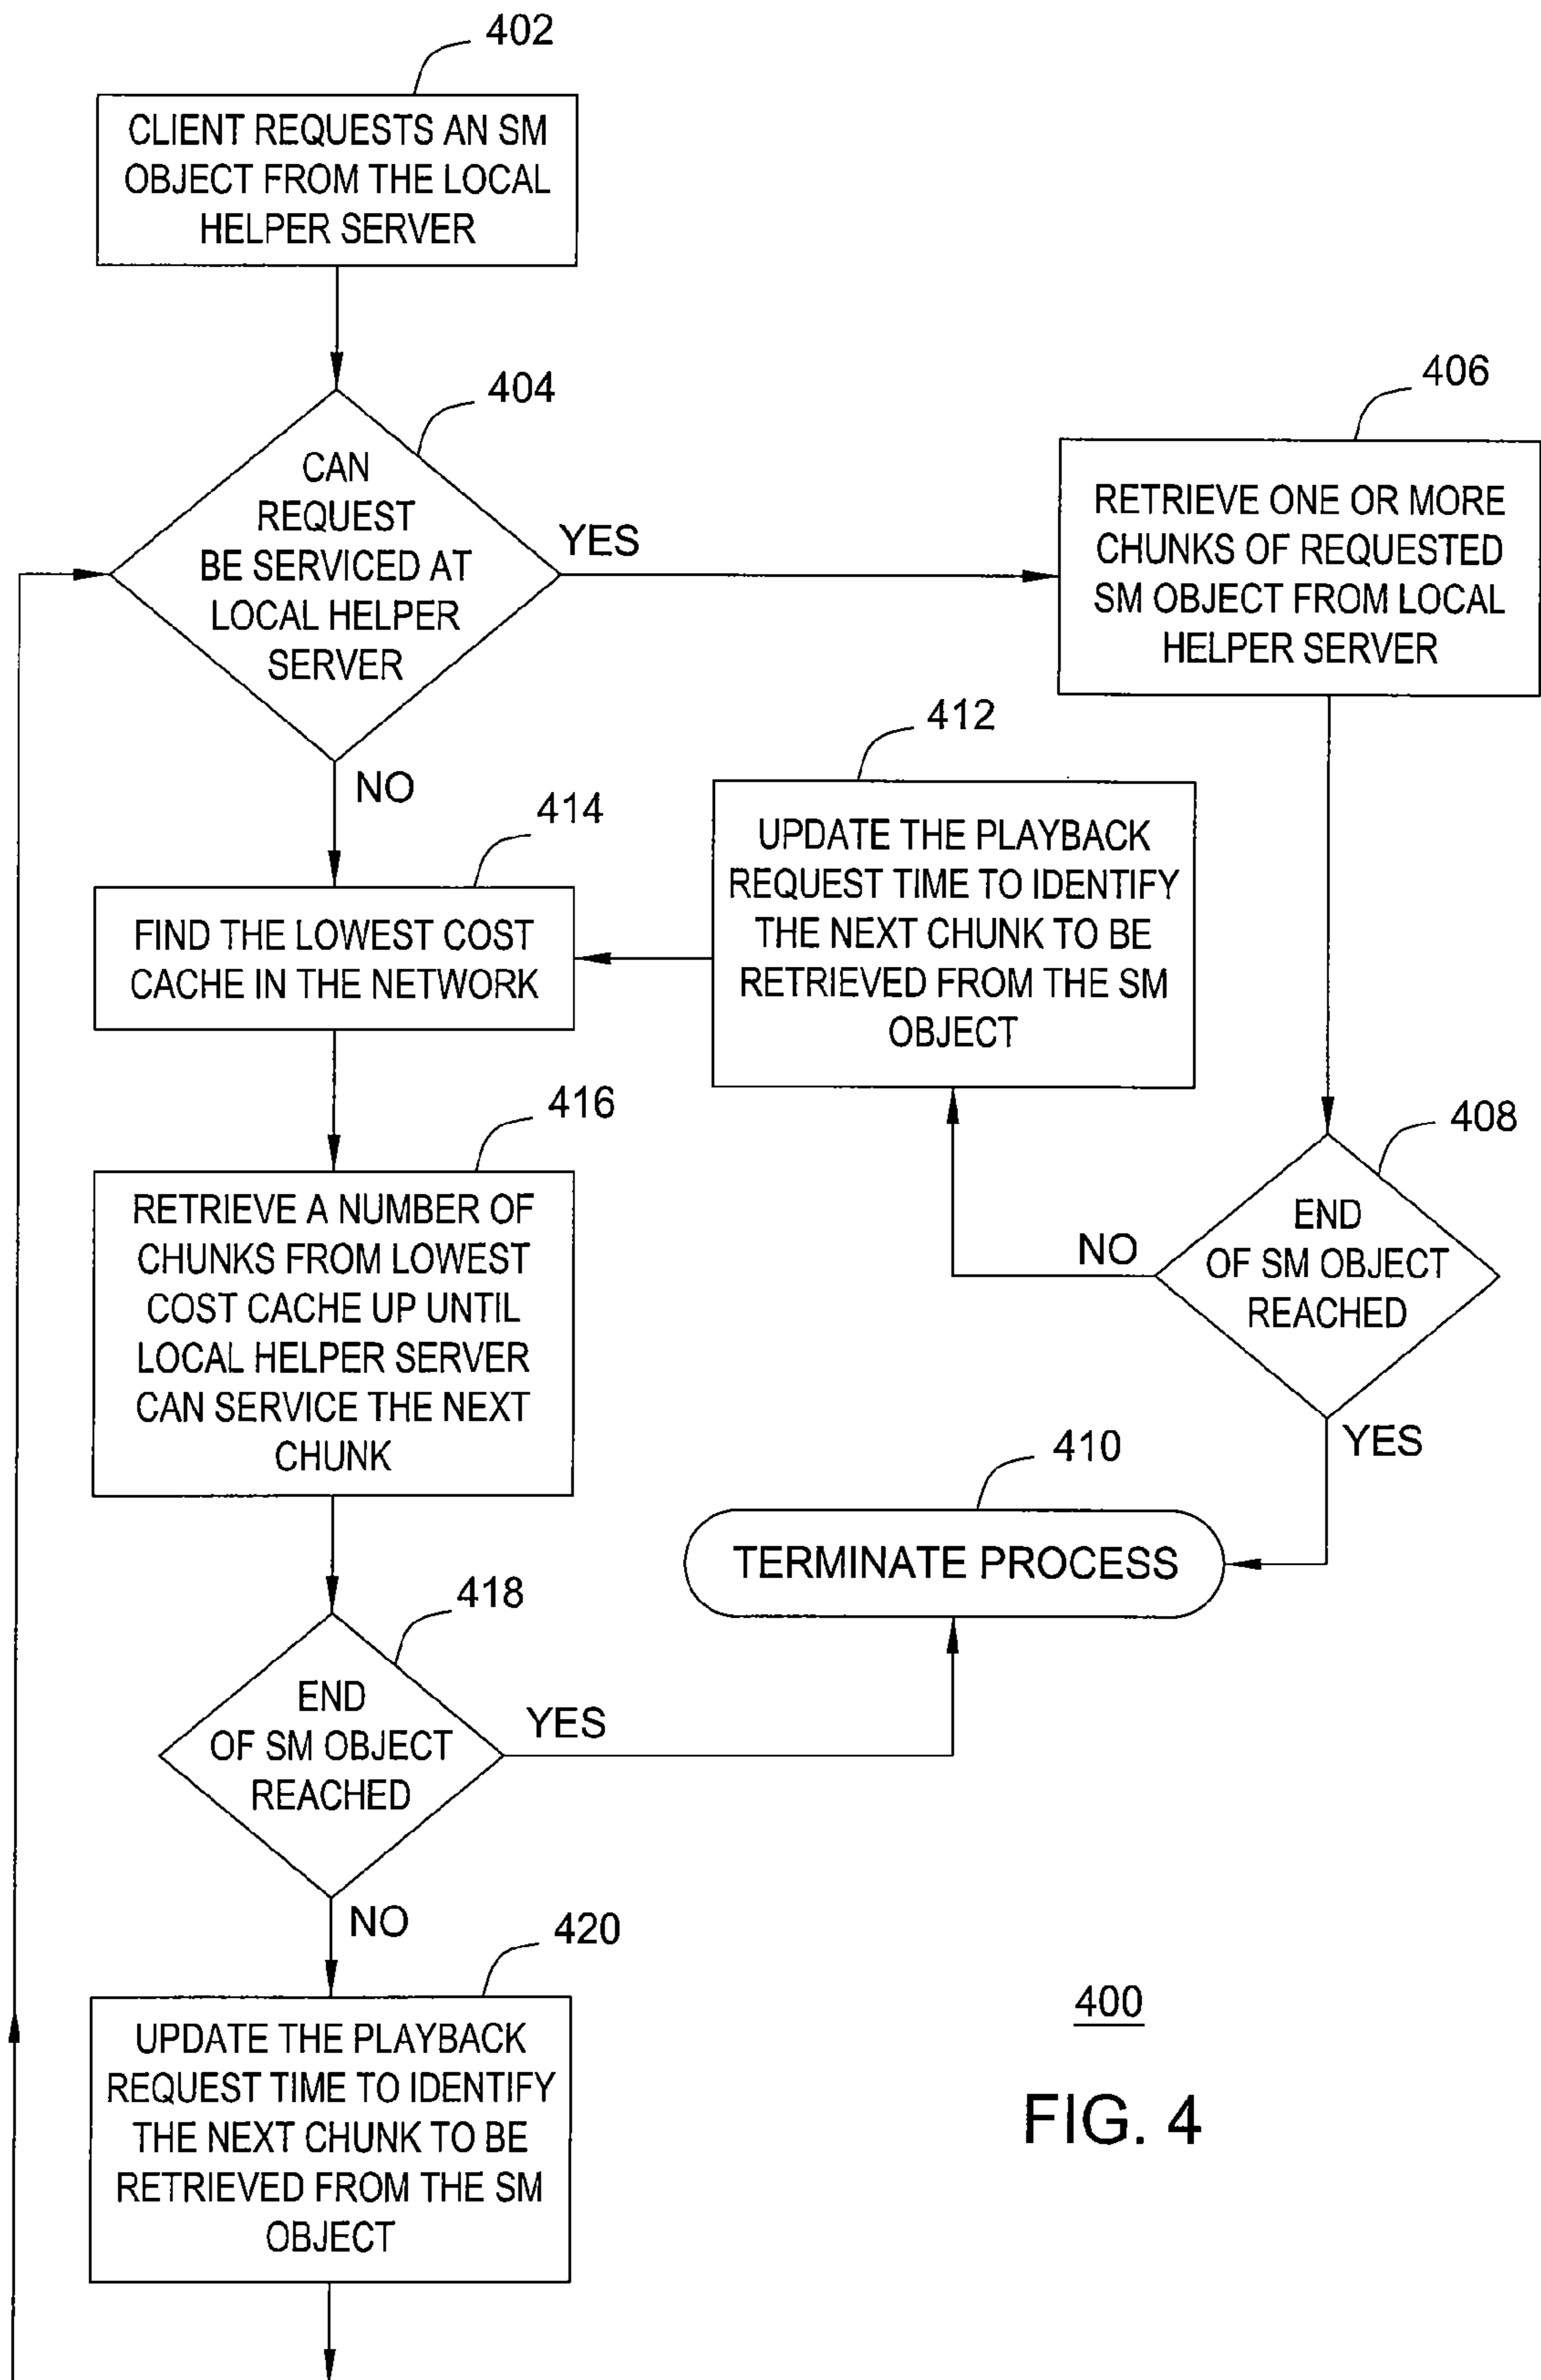 402
CLIENT REQUESTS AN SM
OBJECT FROM THE LOCAL
HELPER SERVER
404
CAN
REQUEST
BE SERVICED AT
LOCAL HELPER
SERVER
YES
NO
406
RETRIEVE ONE OR MORE
CHUNKS OF REQUESTED
SM OBJECT FROM LOCAL
HELPER SERVER
412
UPDATE THE PLAYBACK
REQUEST TIME TO IDENTIFY
THE NEXT CHUNK TO BE
RETRIEVED FROM THE SM
OBJECT
414
FIND THE LOWEST COST
CACHE IN THE NETWORK
416
RETRIEVE A NUMBER OF
CHUNKS FROM LOWEST
COST CACHE UP UNTIL
LOCAL HELPER SERVER
CAN SERVICE THE NEXT
CHUNK
408
END
OF SM OBJECT
REACHED
NO
YES
410
TERMINATE PROCESS
418
END
OF SM OBJECT
REACHED
YES
NO
420
UPDATE THE PLAYBACK
REQUEST TIME TO IDENTIFY
THE NEXT CHUNK TO BE
RETRIEVED FROM THE SM
OBJECT
400
FIG. 4